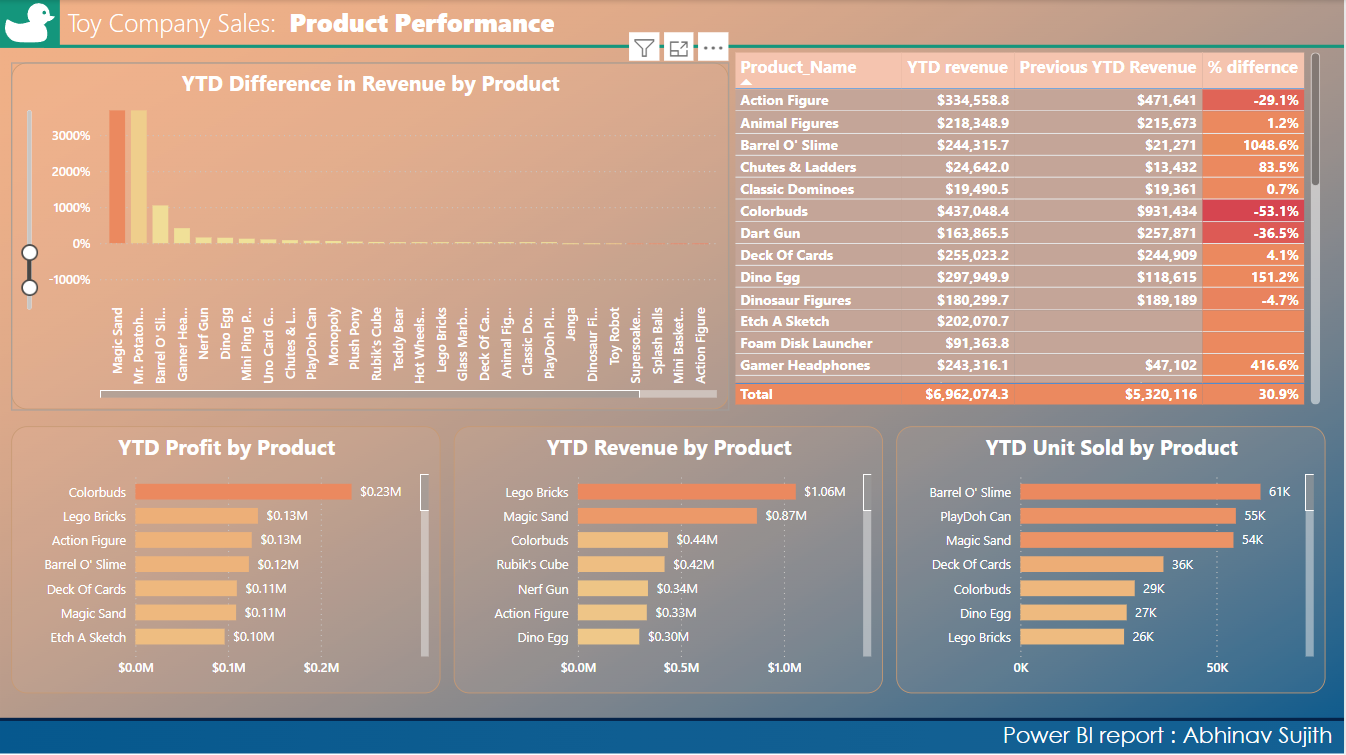 Toy Company Sales: Product Performance
YTD Difference in Revenue by Product
3000%
2000%
1000%
0%
-1000%
Magic Sand
Mr. Potatoh...
Barrel O' Sli...
Gamer Hea...
Nerf Gun
Dino Egg
Mini Ping P...
Uno Card G...
Chutes & L...
PlayDoh Can
Monopoly
Plush Pony
Rubik's Cube
Teddy Bear
Hot Wheels...
Lego Bricks
Glass Marb...
Deck Of Ca...
Animal Fig...
Classic Do...
PlayDoh Pl...
Jenga
Dinosaur Fi...
Toy Robot
Supersoake...
Splash Balls
Mini Basket...
Action Figure
Product_Name YTD revenue Previous YTD Revenue % differnce
Action Figure $334,558.8 $471,641 -29.1%
Animal Figures $218,348.9 $215,673 1.2%
Barrel O' Slime $244,315.7 $21,271 1048.6%
Chutes & Ladders $24,642.0 $13,432 83.5%
Classic Dominoes $19,490.5 $19,361 0.7%
Colorbuds $437,048.4 $931,434 -53.1%
Dart Gun $163,865.5 $257,871 -36.5%
Deck Of Cards $255,023.2 $244,909 4.1%
Dino Egg $297,949.9 $118,615 151.2%
Dinosaur Figures $180,299.7 $189,189 -4.7%
Etch A Sketch $202,070.7
Foam Disk Launcher $91,363.8
Gamer Headphones $243,316.1 $47,102 416.6%
Total $6,962,074.3 $5,320,116 30.9%
YTD Profit by Product
Colorbuds $0.23M
Lego Bricks $0.13M
Action Figure $0.13M
Barrel O' Slime $0.12M
Deck Of Cards $0.11M
Magic Sand $0.11M
Etch A Sketch $0.10M
$0.0M $0.1M $0.2M
YTD Revenue by Product
Lego Bricks $1.06M
Magic Sand $0.87M
Colorbuds $0.44M
Rubik's Cube $0.42M
Nerf Gun $0.34M
Action Figure $0.33M
Dino Egg $0.30M
$0.0M $0.5M $1.0M
YTD Unit Sold by Product
Barrel O' Slime 61K
PlayDoh Can 55K
Magic Sand 54K
Deck Of Cards 36K
Colorbuds 29K
Dino Egg 27K
Lego Bricks 26K
0K 50K
Power BI report : Abhinav Sujith